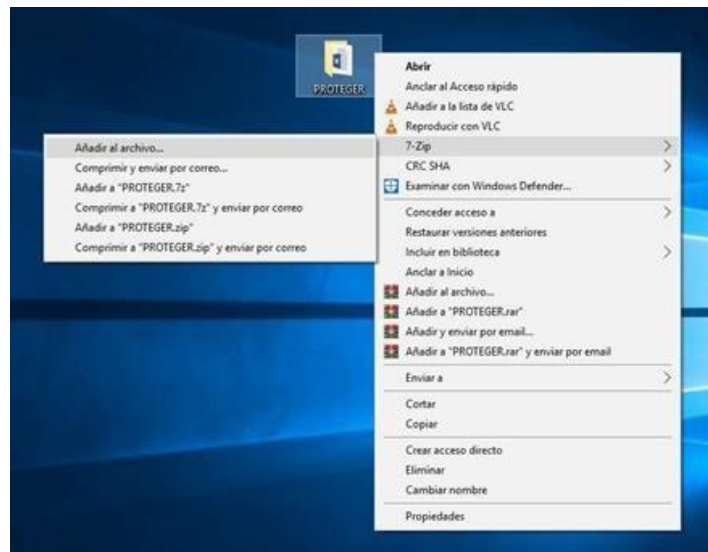 PROTEGER
Abrir
Anclar al Acceso rápido
Añadir a la lista de VLC
Reproducir con VLC
7-Zip
CRC SHA
Examinar con Windows Defender...
Conceder acceso a
Restaurar versiones anteriores
Incluir en biblioteca
Anclar a Inicio
Añadir al archivo...
Añadir a "PROTEGER.rar"
Añadir y enviar por email...
Añadir a "PROTEGER.rar" y enviar por email
Enviar a
Cortar
Copiar
Crear acceso directo
Eliminar
Cambiar nombre
Propiedades
Añadir al archivo...
Comprimir y enviar por correo...
Añadir a "PROTEGER.7z"
Comprimir a "PROTEGER.7z" y enviar por correo
Añadir a "PROTEGER.zip"
Comprimir a "PROTEGER.zip" y enviar por correo